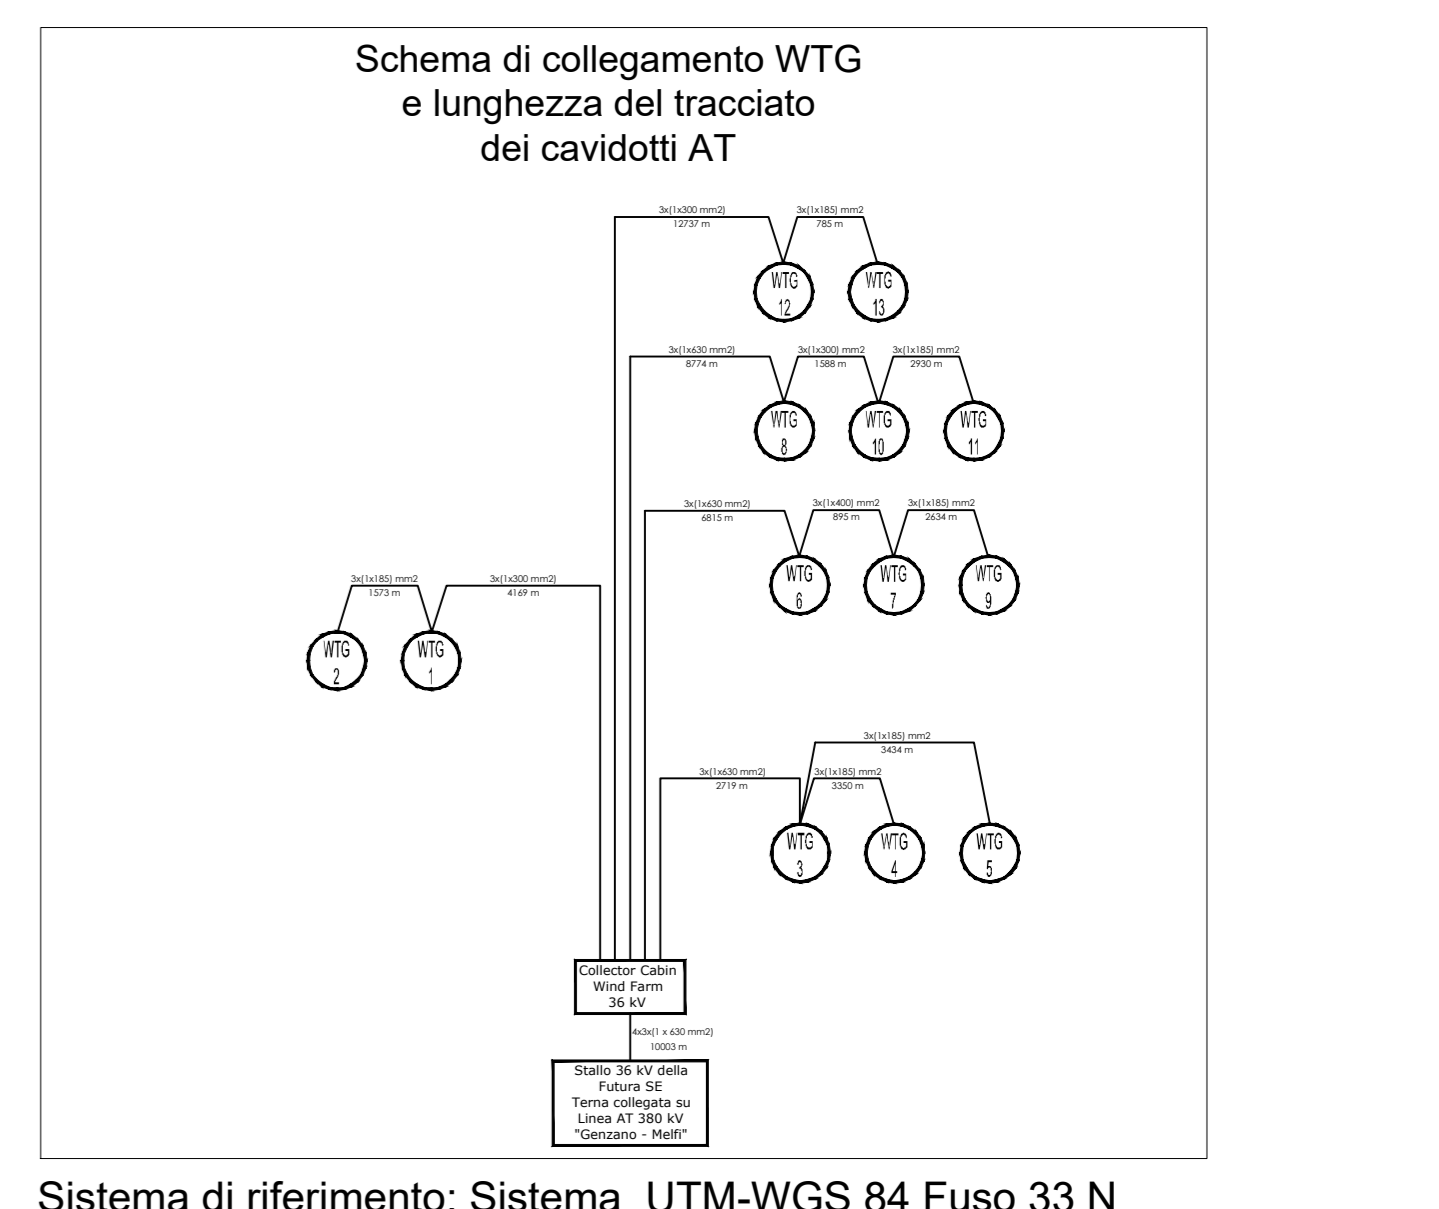 Schema di collegamento WTG
e lunghezza del tracciato
dei cavidotti AT
3x(1x300 mm2)
12737 m
3x(1x185) mm2
785 m
WTG
12
WTG
13
3x(1x630 mm2)
8774 m
3x(1x300) mm2
1588 m
3x(1x185) mm2
2930 m
WTG
8
WTG
10
WTG
11
3x(1x630 mm2)
6815 m
3x(1x400) mm2
895 m
3x(1x185) mm2
2634 m
WTG
6
WTG
7
WTG
9
3x(1x185) mm2
1573 m
3x(1x300 mm2)
4169 m
WTG
2
WTG
1
3x(1x185) mm2
3434 m
3x(1x630 mm2)
2719 m
3x(1x185) mm2
3350 m
WTG
3
WTG
4
WTG
5
Collector Cabin
Wind Farm
36 kV
4x3x(1 x 630 mm2)
10003 m
Stallo 36 kV della
Futura SE
Terna collegata su
Linea AT 380 kV
"Genzano - Melfi"
Sistema di riferimento: Sistema UTM-WGS 84 Fuso 33 N